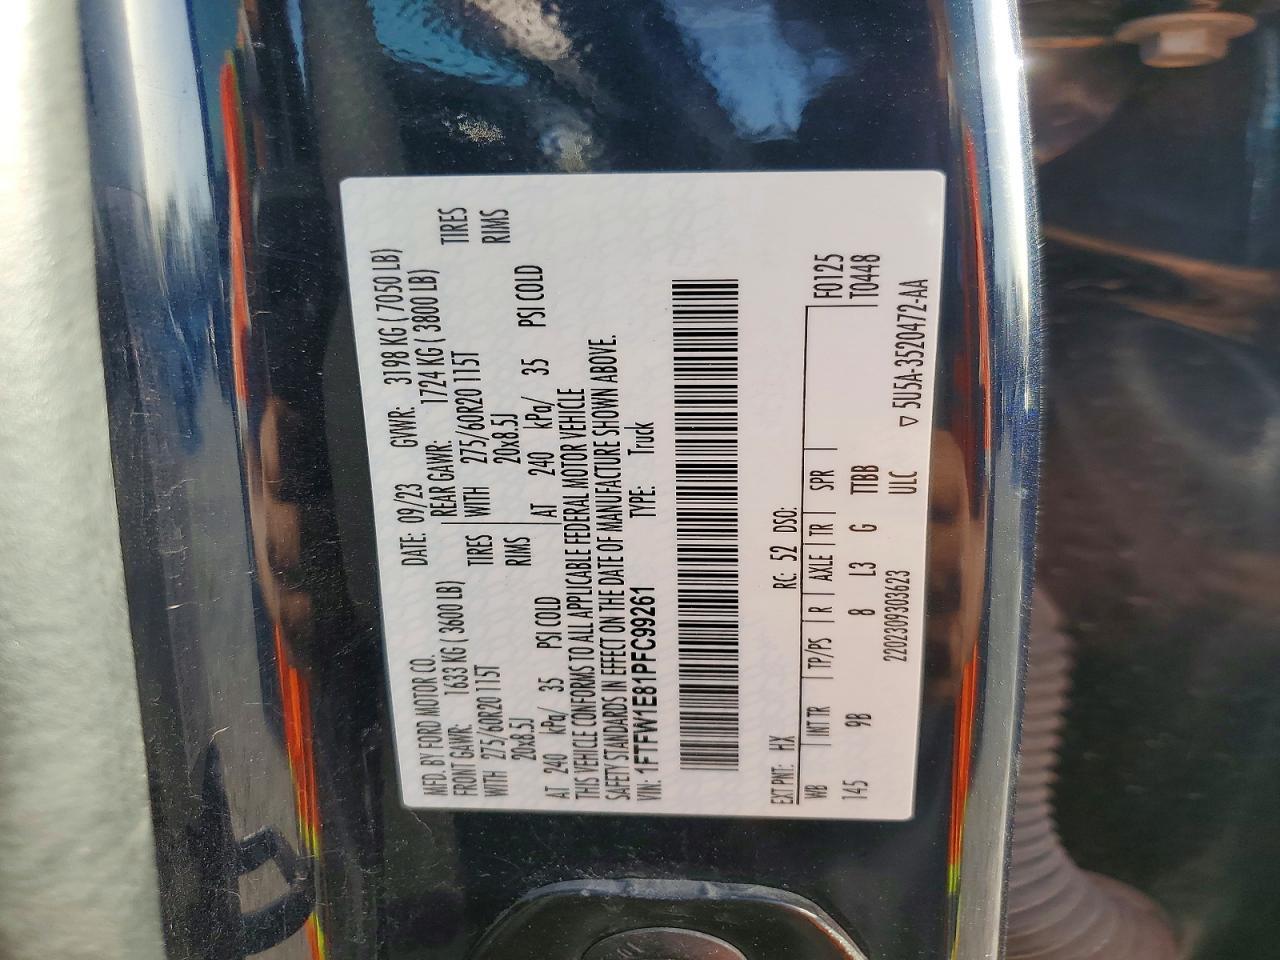 MFD. BY FORD MOTOR CO.
DATE: 09/23 GVWR: 3198 KG ( 7050 LB)
FRONT GAWR: 1633 KG ( 3600 LB) REAR GAWR: 1724 KG ( 3800 LB)
WITH 275/60R20 115T TIRES WITH 275/60R20 115T TIRES
20x8.5J RIMS 20x8.5J RIMS
AT 240 kPa/ 35 PSI COLD AT 240 kPa/ 35 PSI COLD
THIS VEHICLE CONFORMS TO ALL APPLICABLE FEDERAL MOTOR VEHICLE
SAFETY STANDARDS IN EFFECT ON THE DATE OF MANUFACTURE SHOWN ABOVE.
VIN: 1FTFW1E81PFC99261 TYPE: Truck
EXT PNT: HX RC: 52 DSO:
WB INT TR TP/PS R AXLE TR SPR F0125
145 9B 8 L3 G TTBB T0448
2202309303623 ULC ▽ 5U5A-3520472-AA